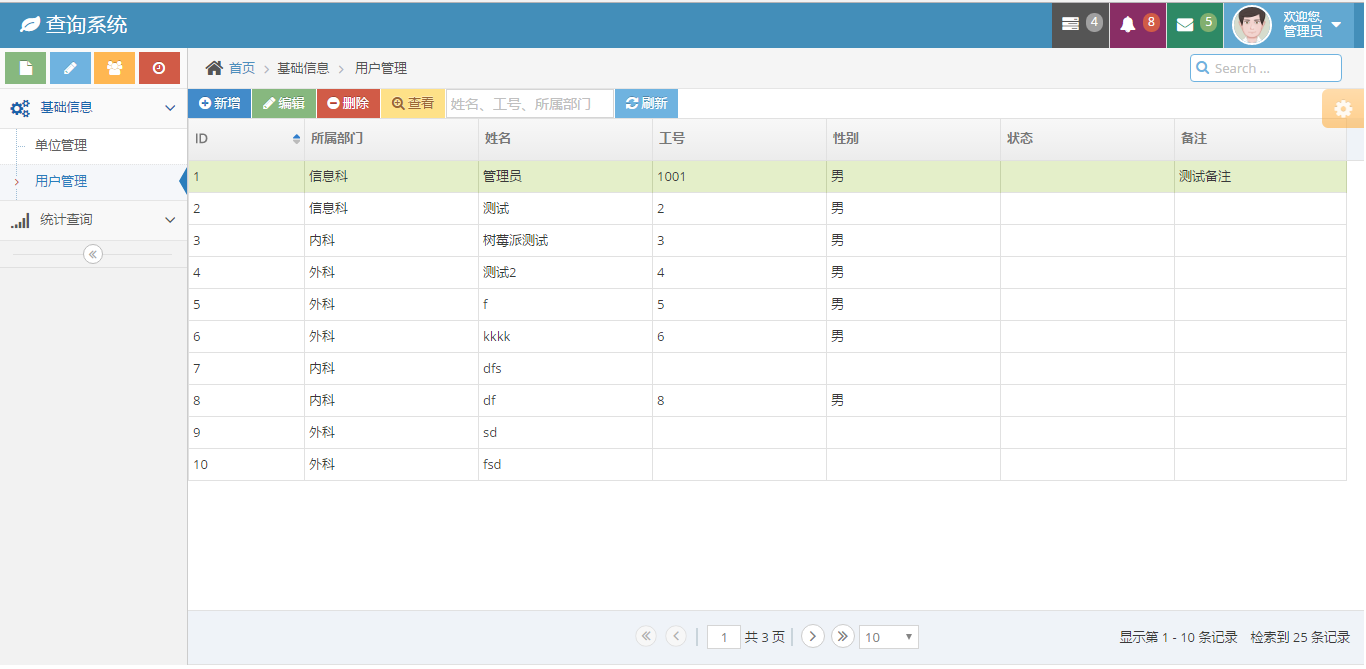 查询系统
4
8
5
欢迎您,
管理员
首页
基础信息
用户管理
Search ...
基础信息
单位管理
用户管理
统计查询
新增 编辑 删除 查看 姓名、工号、所属部门 刷新
ID 所属部门 姓名 工号 性别 状态 备注
1 信息科 管理员 1001 男 测试备注
2 信息科 测试 2 男
3 内科 树莓派测试 3 男
4 外科 测试2 4 男
5 外科 f 5 男
6 外科 kkkk 6 男
7 内科 dfs
8 内科 df 8 男
9 外科 sd
10 外科 fsd
1 共 3 页 10 显示第 1 - 10 条记录 检索到 25 条记录